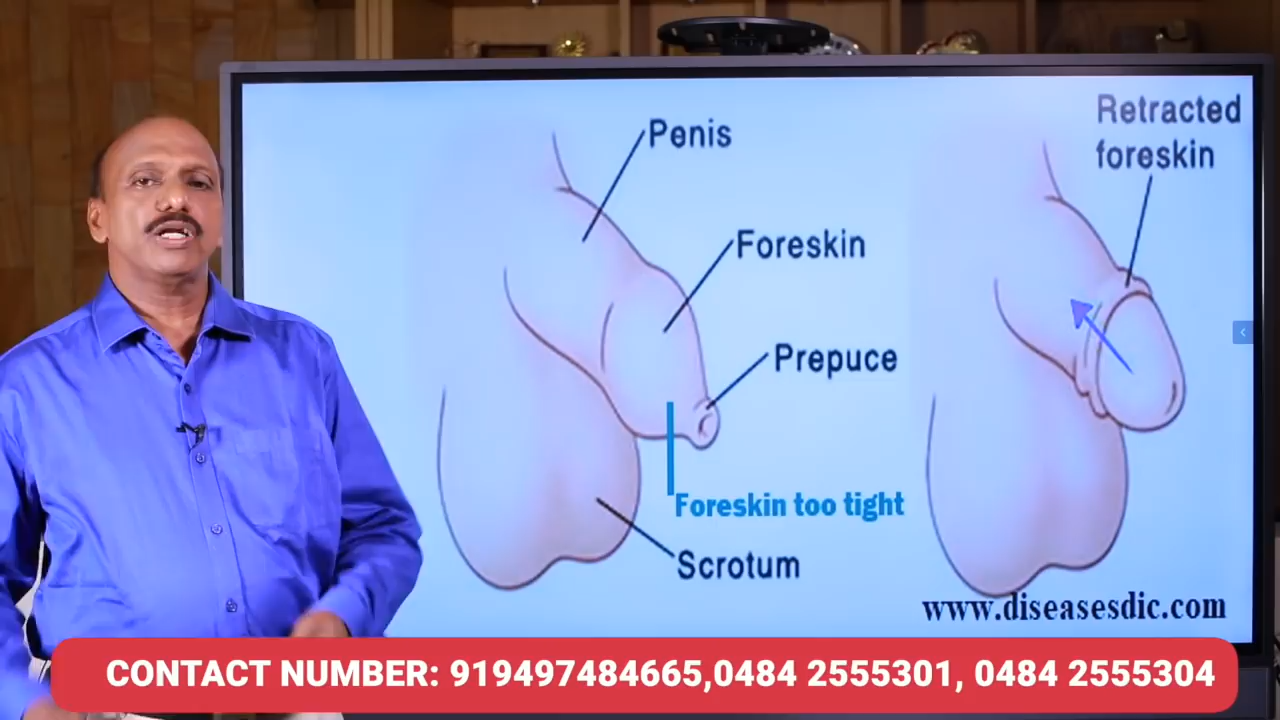 Penis
Foreskin
Prepuce
Foreskin too tight
Scrotum
Retracted
foreskin
www.diseasesdic.com
CONTACT NUMBER: 919497484665,0484 2555301, 0484 2555304